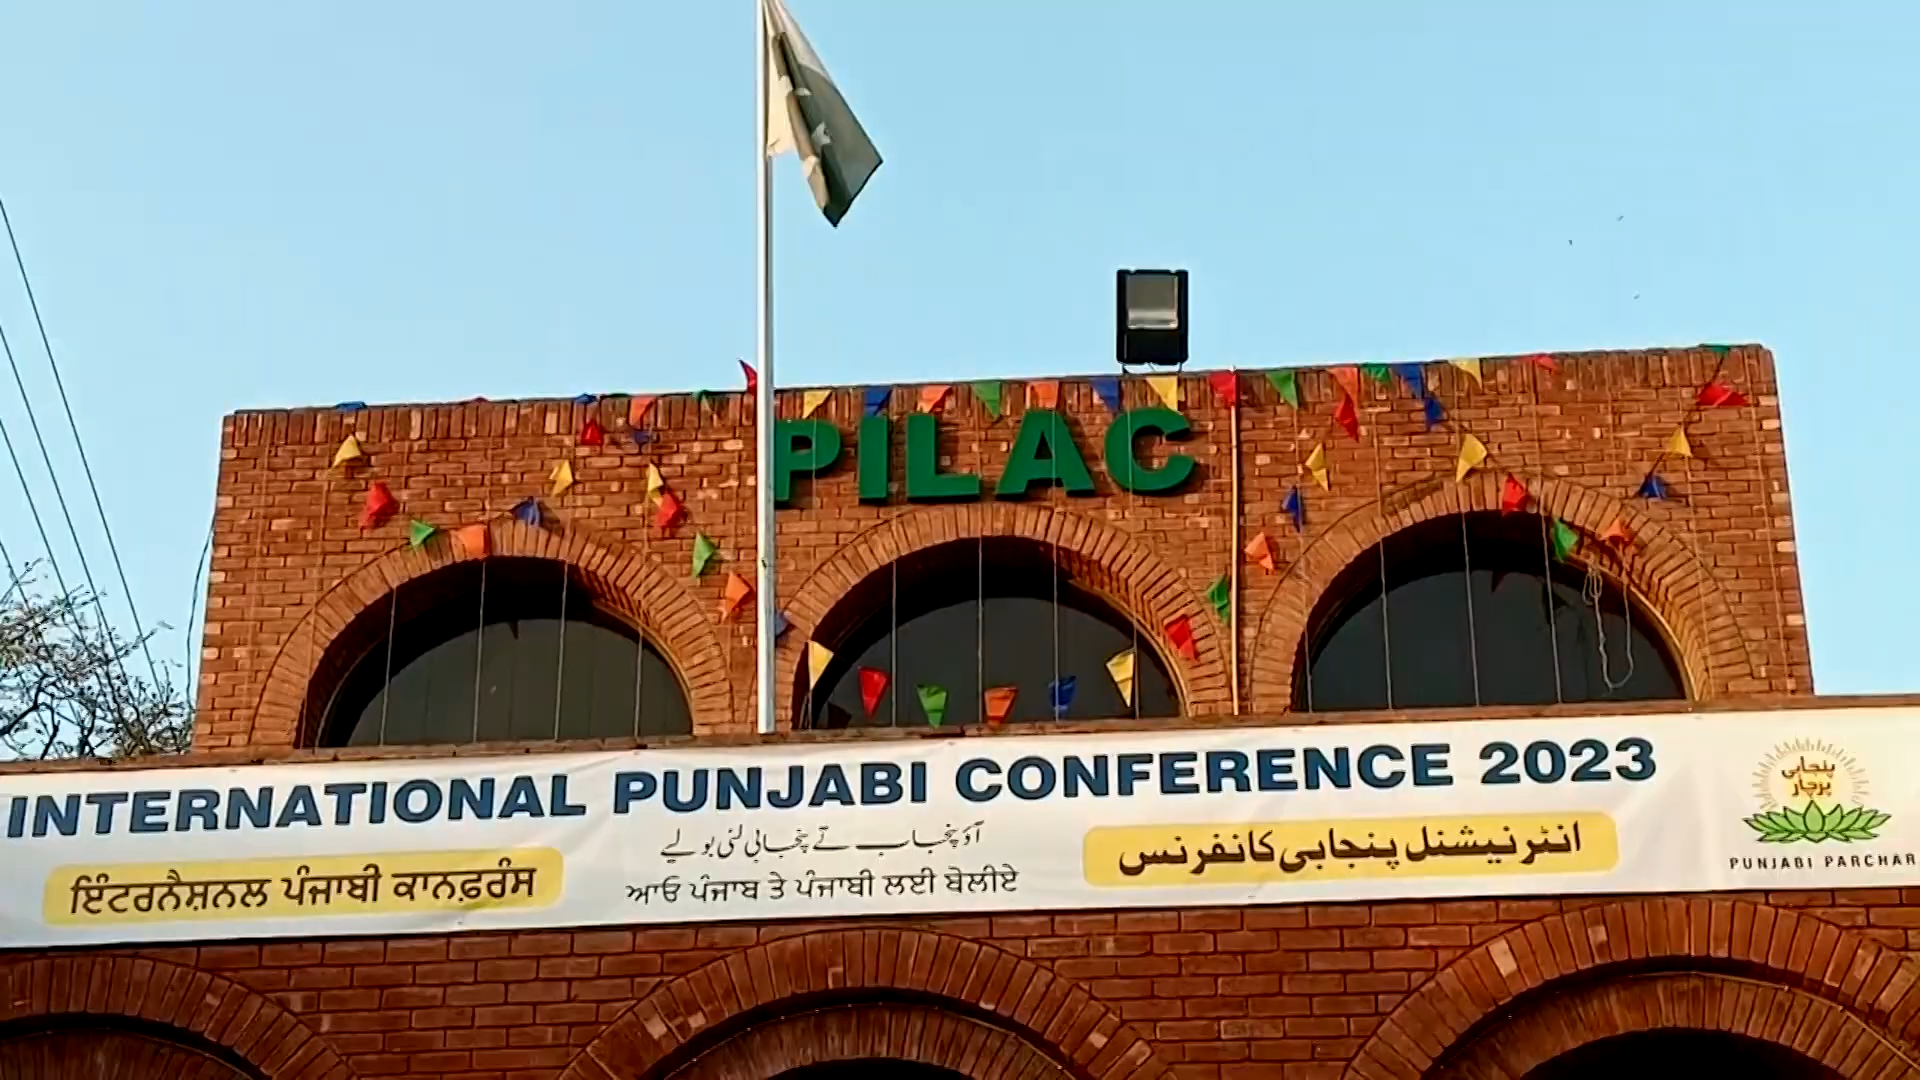 PILAC
INTERNATIONAL PUNJABI CONFERENCE 2023
ਇੰਟਰਨੈਸ਼ਨਲ ਪੰਜਾਬੀ ਕਾਨਫ਼ਰੰਸ
آؤ پنجاب تے پنجابی لئی بولیے
ਆਓ ਪੰਜਾਬ ਤੇ ਪੰਜਾਬੀ ਲਈ ਬੋਲੀਏ
انٹرنیشنل پنجابی کانفرنس
پنجابی
پرچار
PUNJABI PARCHAR